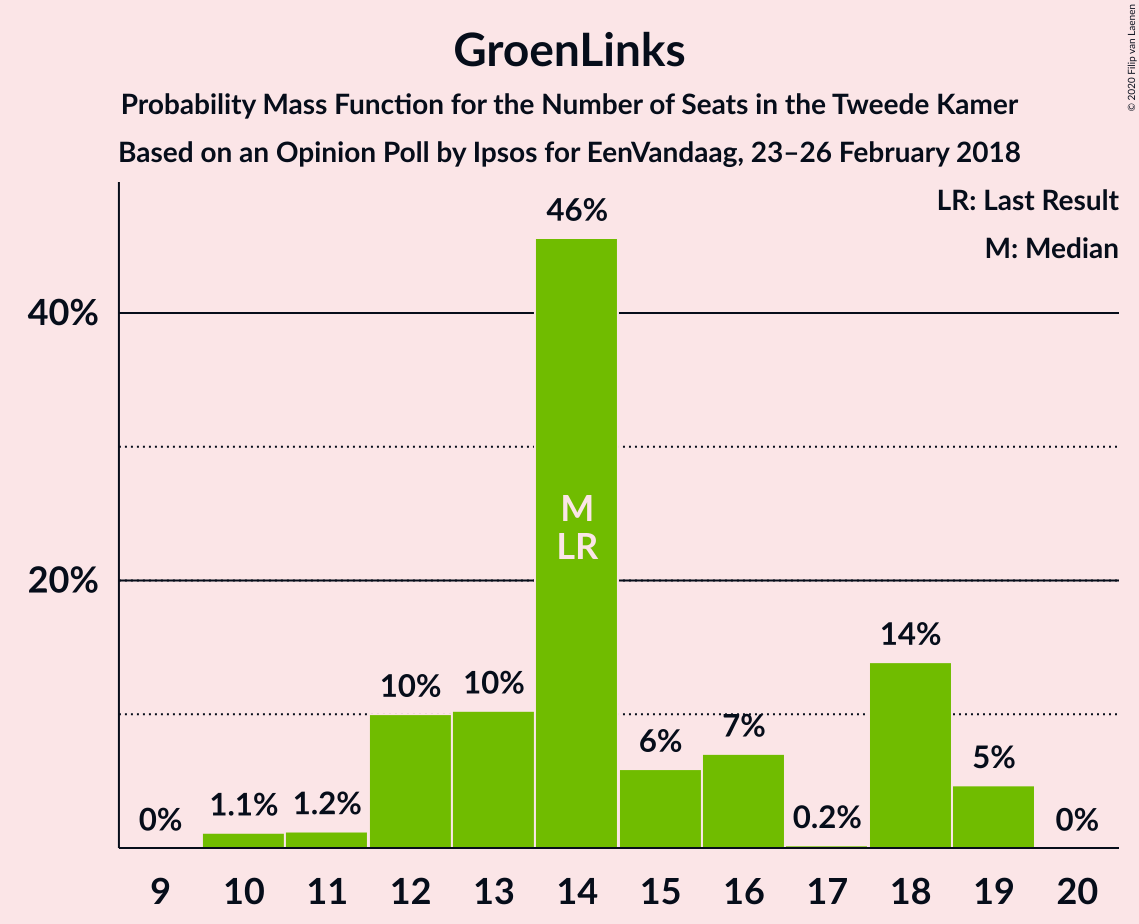 GroenLinks
Probability Mass Function for the Number of Seats in the Tweede Kamer
Based on an Opinion Poll by Ipsos for EenVandaag, 23–26 February 2018
© 2020 Filip van Laenen
LR: Last Result
M: Median
40%
20%
0%
1.1%
1.2%
10%
10%
46%
M
LR
6%
7%
0.2%
14%
5%
0%
9 10 11 12 13 14 15 16 17 18 19 20